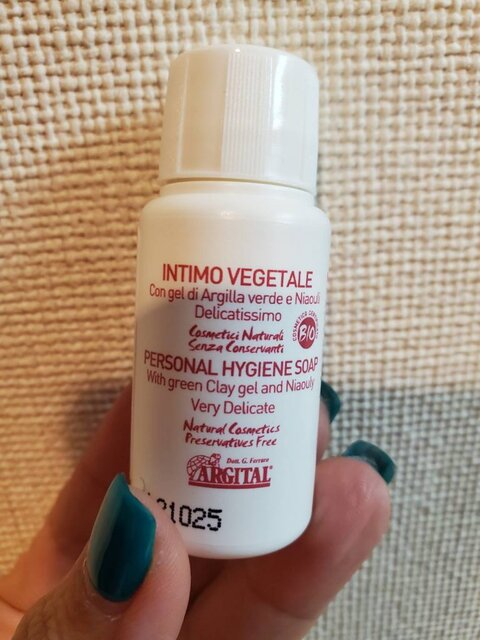 INTIMO VEGETALE
Con gel di Argilla verde e Niaouli
Delicatissimo
Cosmetici Naturali
Senza Conservanti
COSMETICO
BIO
PERSONAL HYGIENE SOAP
With green Clay gel and Niaouly
Very Delicate
Natural Cosmetics
Preservatives Free
Dott. G. Ferraro
ARGITAL
21025